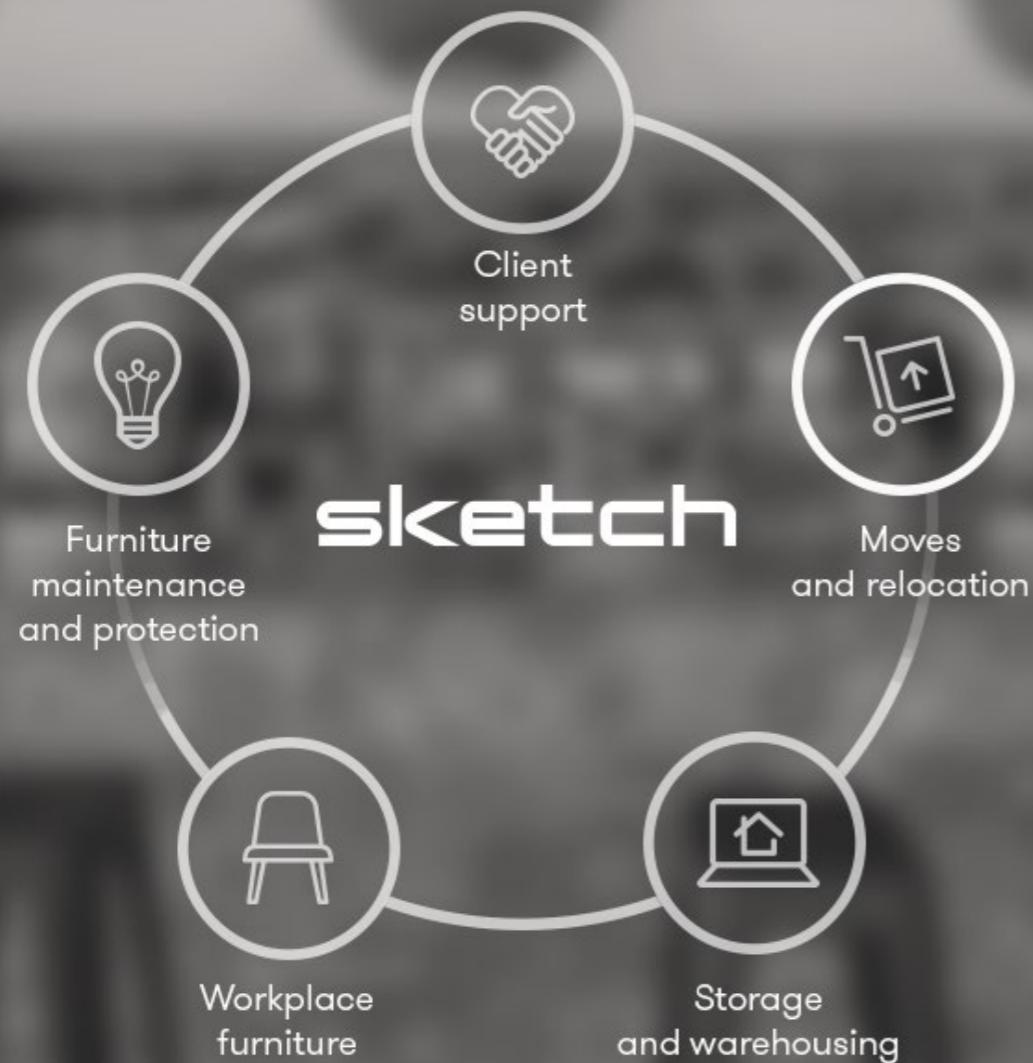 Client
support
Furniture
maintenance
and protection
sketch
Moves
and relocation
Workplace
furniture
Storage
and warehousing